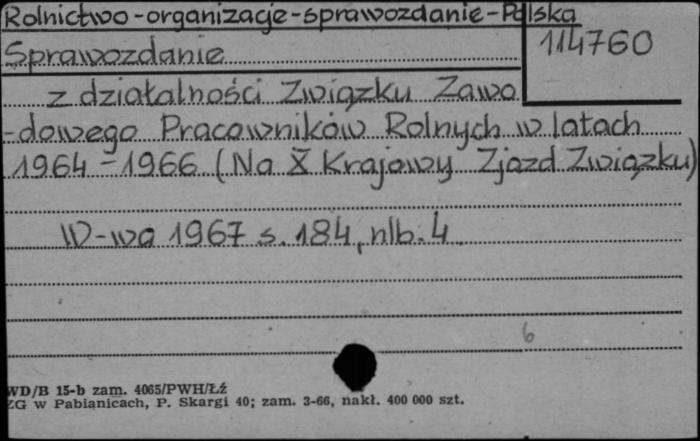 Rolnictwo-organizacje-sprawozdanie-Polska
Sprawozdanie
114760
z działalności Związku Zawo
-dowego Pracowników Rolnych w latach
1964-1966 (Na X Krajowy Zjazd Związku)
W-wa 1967 s. 184, nlb. 4
6
WD/B 15-b zam. 4065/PWH/Łź
ZG w Pabianicach, P. Skargi 40; zam. 3-66, nakł. 400 000 szt.